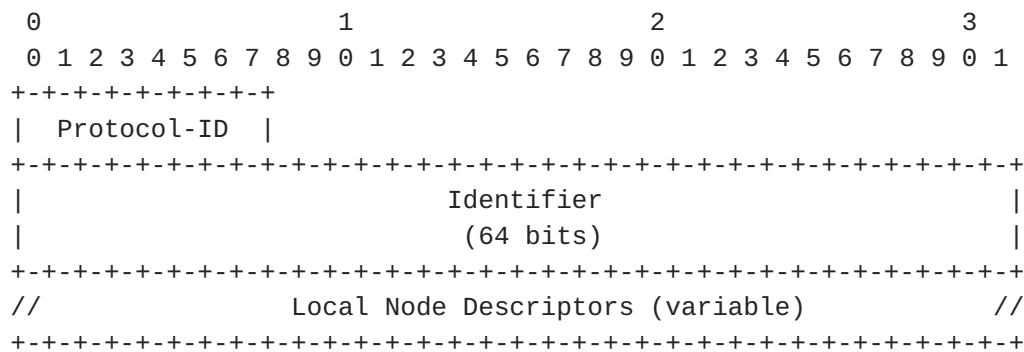 0                   1                   2                   3
 0 1 2 3 4 5 6 7 8 9 0 1 2 3 4 5 6 7 8 9 0 1 2 3 4 5 6 7 8 9 0 1
+-+-+-+-+-+-+-+-+
|  Protocol-ID  |
+-+-+-+-+-+-+-+-+-+-+-+-+-+-+-+-+-+-+-+-+-+-+-+-+-+-+-+-+-+-+-+-+
|                           Identifier                          |
|                            (64 bits)                          |
+-+-+-+-+-+-+-+-+-+-+-+-+-+-+-+-+-+-+-+-+-+-+-+-+-+-+-+-+-+-+-+-+
//                Local Node Descriptors (variable)            //
+-+-+-+-+-+-+-+-+-+-+-+-+-+-+-+-+-+-+-+-+-+-+-+-+-+-+-+-+-+-+-+-+